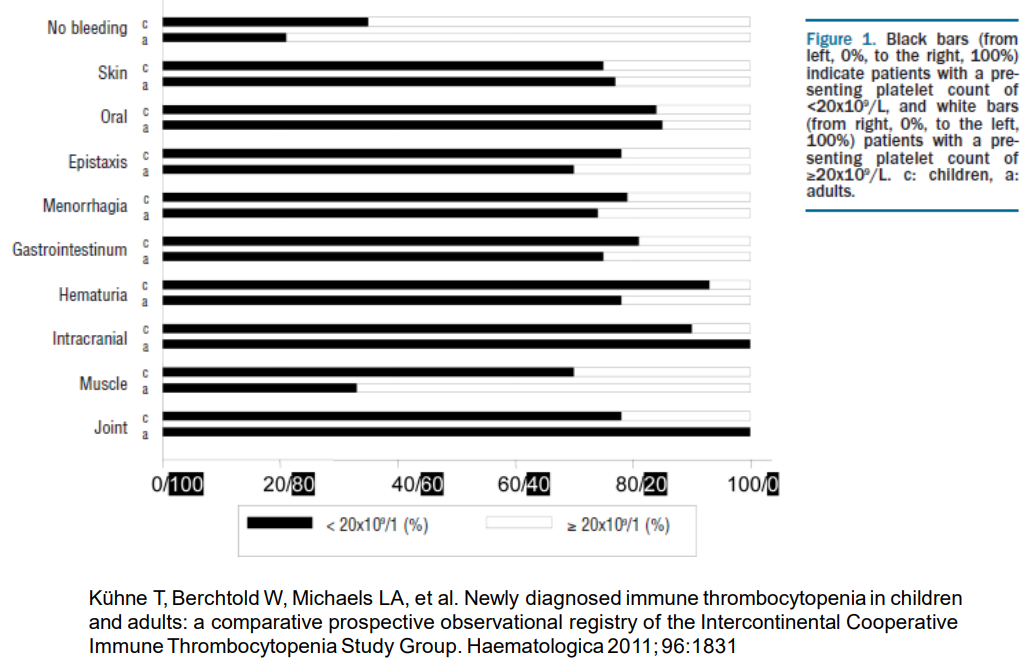 No bleeding
c
a
Skin
c
a
Oral
c
a
Epistaxis
c
a
Menorrhagia
c
a
Gastrointestinum
c
a
Hematuria
c
a
Intracranial
c
a
Muscle
c
a
Joint
c
a
0/100 20/80 40/60 60/40 80/20 100/0
< 20x10⁹/1 (%) ≥ 20x10⁹/1 (%)
Figure 1. Black bars (from
left, 0%, to the right, 100%)
indicate patients with a pre-
senting platelet count of
<20x10⁹/L, and white bars
(from right, 0%, to the left,
100%) patients with a pre-
senting platelet count of
≥20x10⁹/L. c: children, a:
adults.
Kühne T, Berchtold W, Michaels LA, et al. Newly diagnosed immune thrombocytopenia in children
and adults: a comparative prospective observational registry of the Intercontinental Cooperative
Immune Thrombocytopenia Study Group. Haematologica 2011; 96:1831